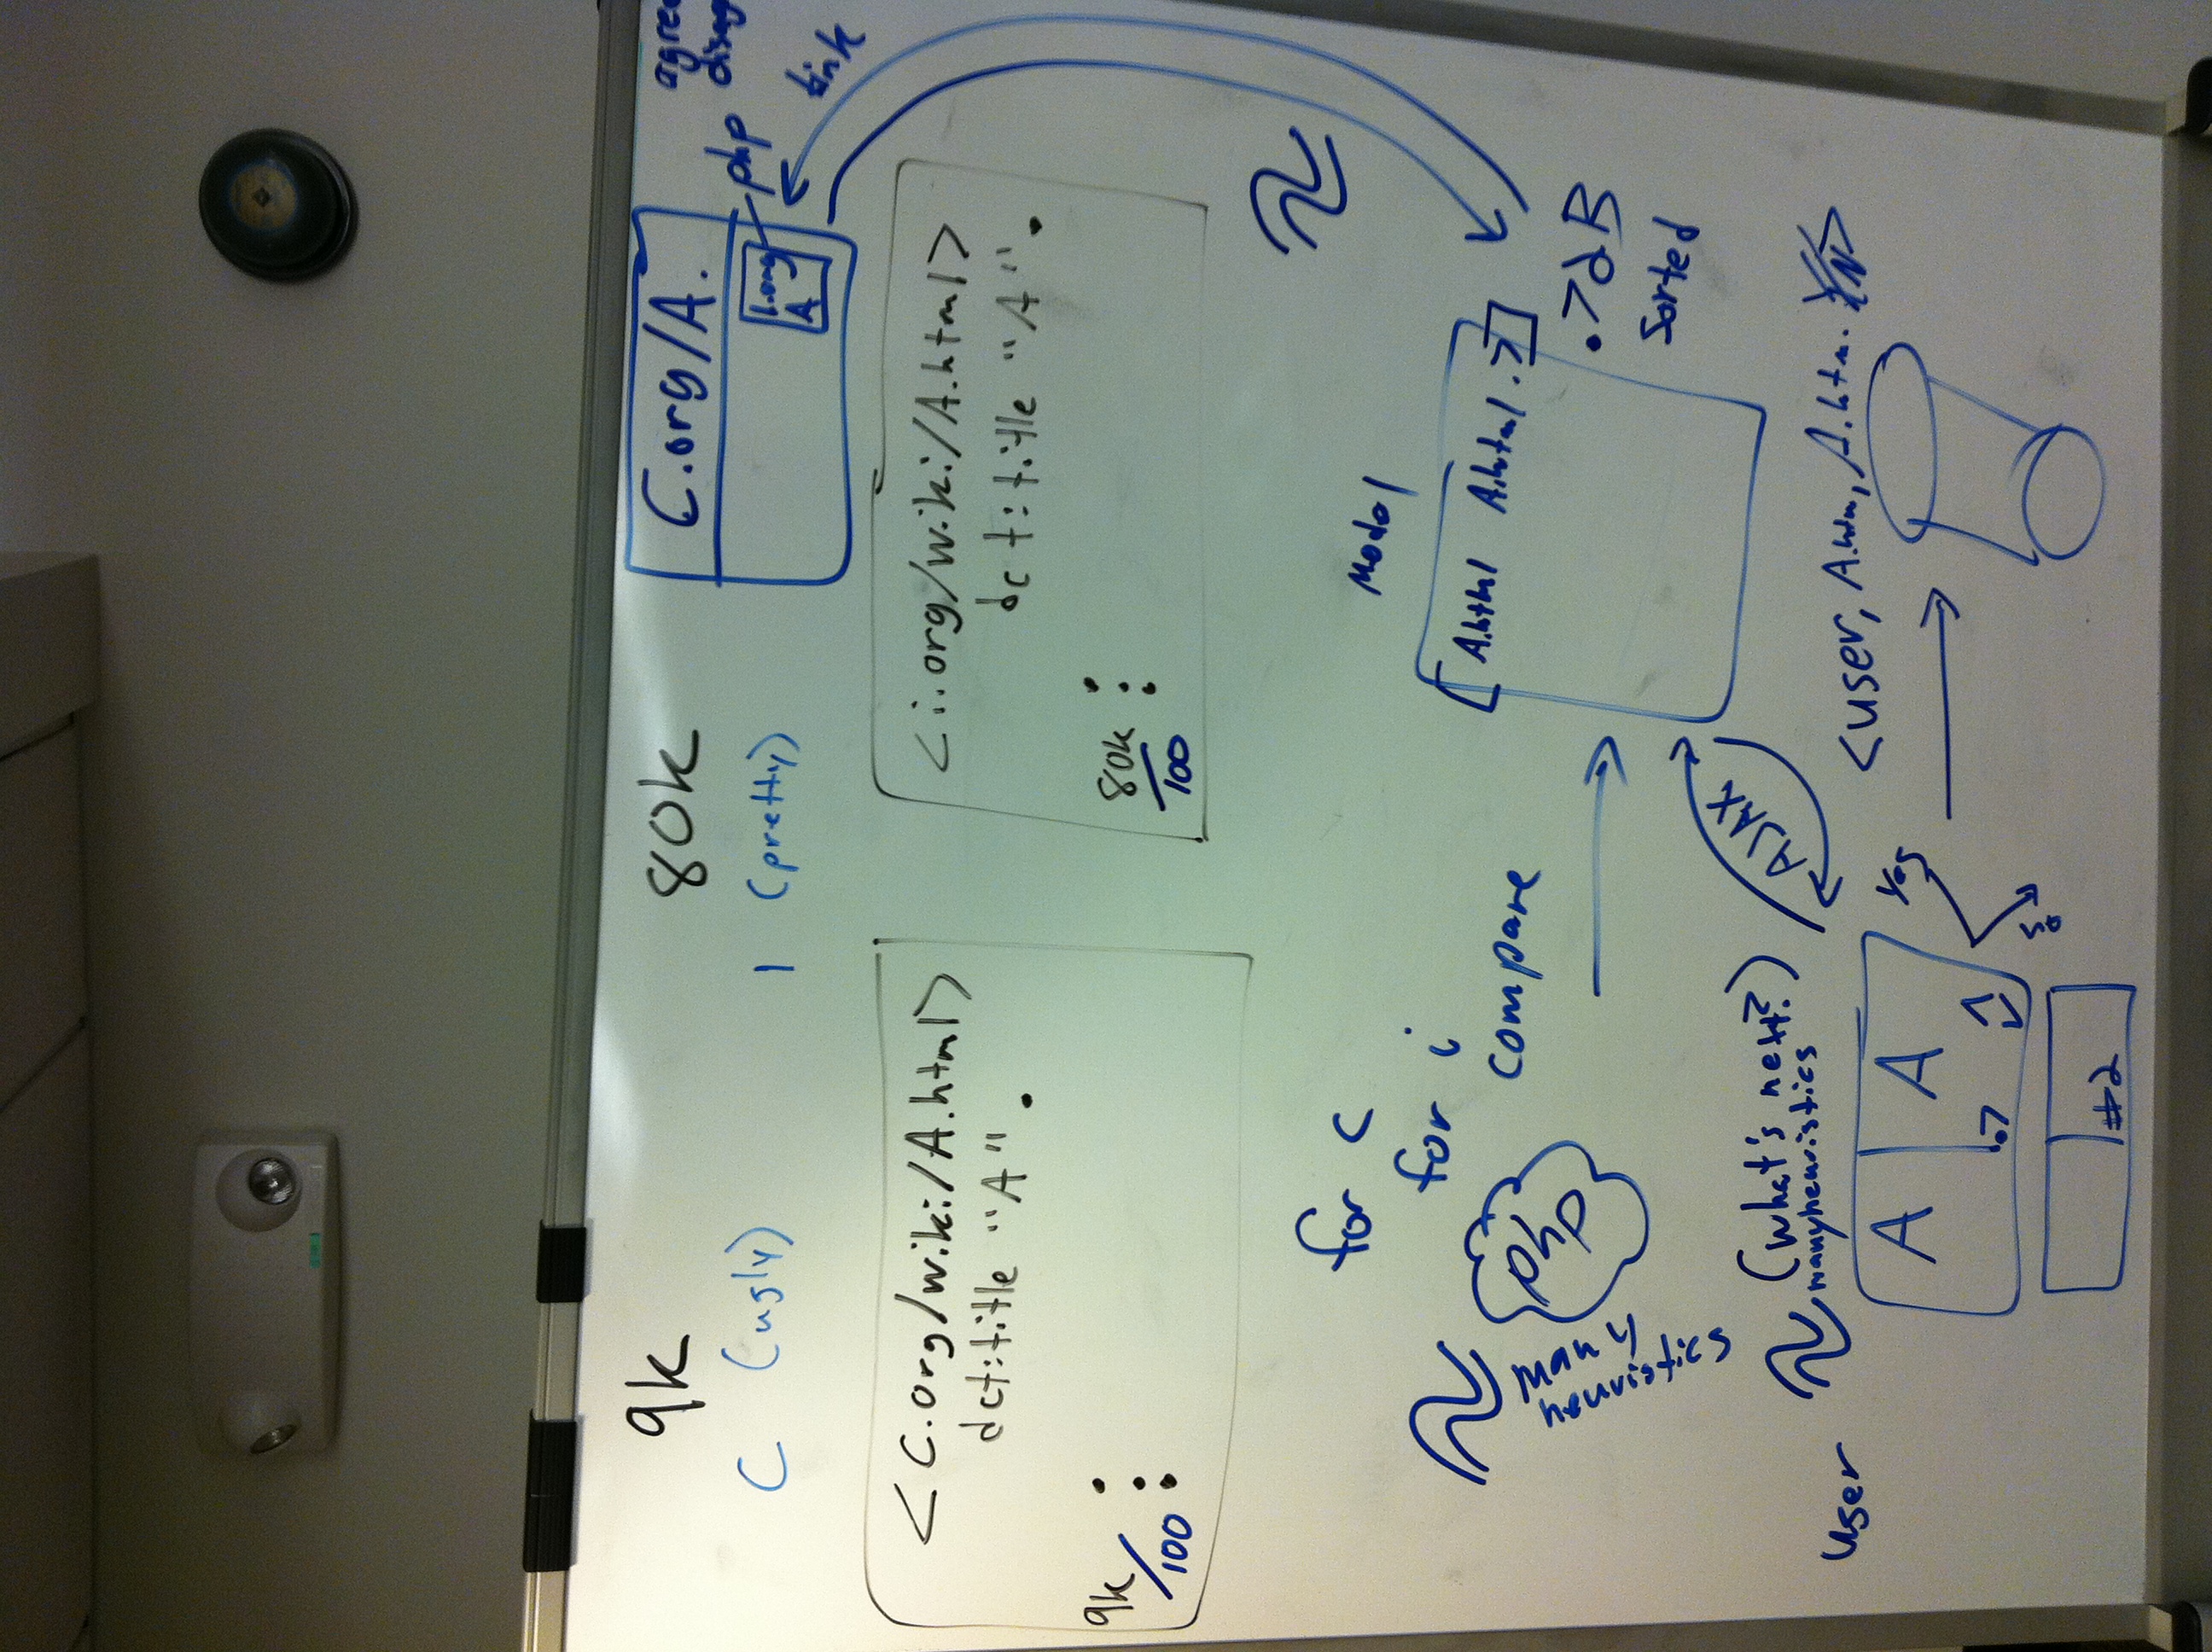 9k
80k
C.org/A.
agree
disag
C (ugly)
I (pretty)
php
I.org
A
link
<C.org/wiki/A.html>
dct:title "A".
9k/100
<i.org/wiki/A.html>
dct:title "A".
80k
100
for c
for i
compare
php
many
heuristics
Model
[A.html A.html .7]
.7 dB
Sorted
AJAX
(what's next?)
many heuristics
user
A A
.7
Yes
no
<user, A.htm, A.htm. Y/N>
#2